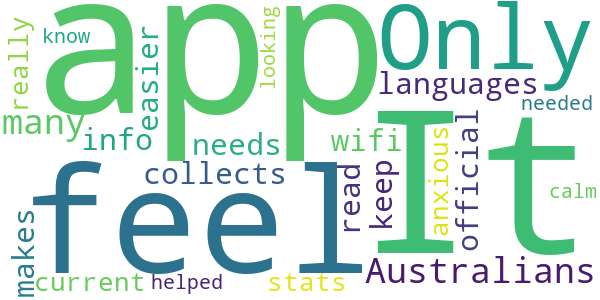 app
Only
looking
know
really
easier
many
languages
needed
info
needs
wifi
It
feel
collects
read
keep
anxious
official
calm
makes
Australians
current
helped
stats